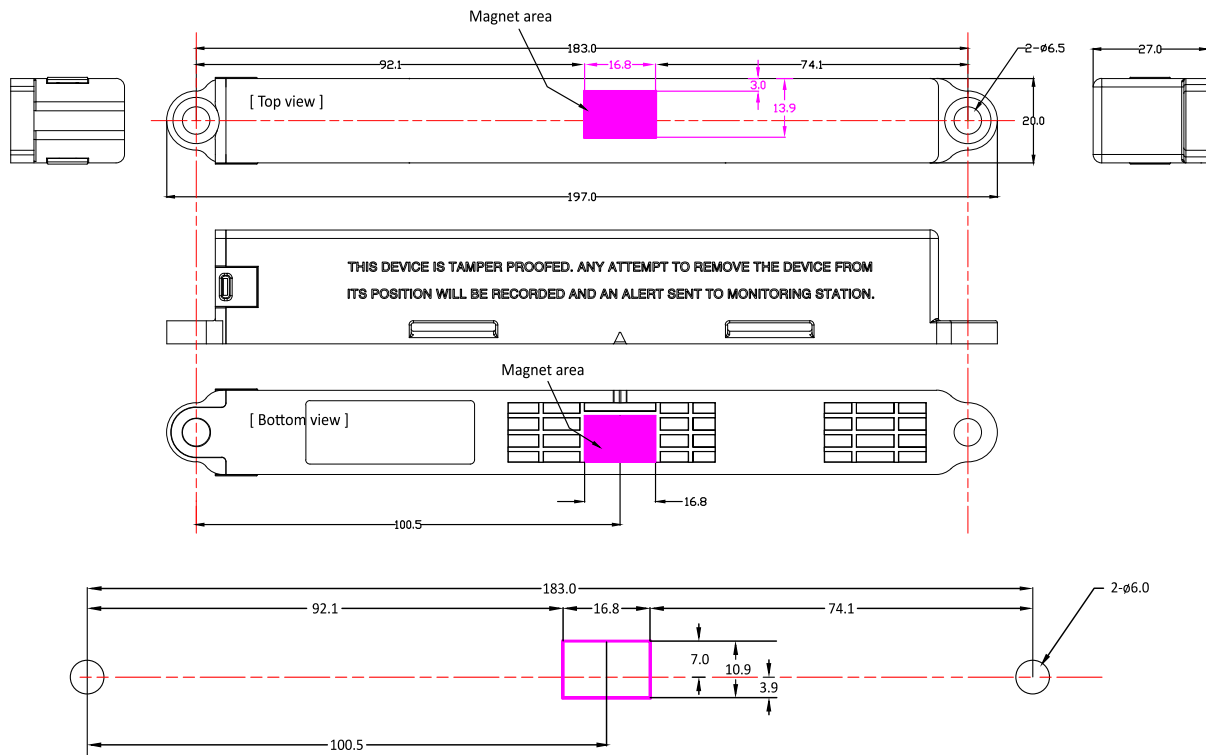 Magnet area
183.0
2-ø6.5
27.0
92.1
16.8
74.1
3.0
[ Top view ]
13.9
20.0
197.0
THIS DEVICE IS TAMPER PROOFED. ANY ATTEMPT TO REMOVE THE DEVICE FROM
ITS POSITION WILL BE RECORDED AND AN ALERT SENT TO MONITORING STATION.
Magnet area
[ Bottom view ]
16.8
100.5
183.0
2-ø6.0
92.1
16.8
74.1
7.0
10.9
3.9
100.5